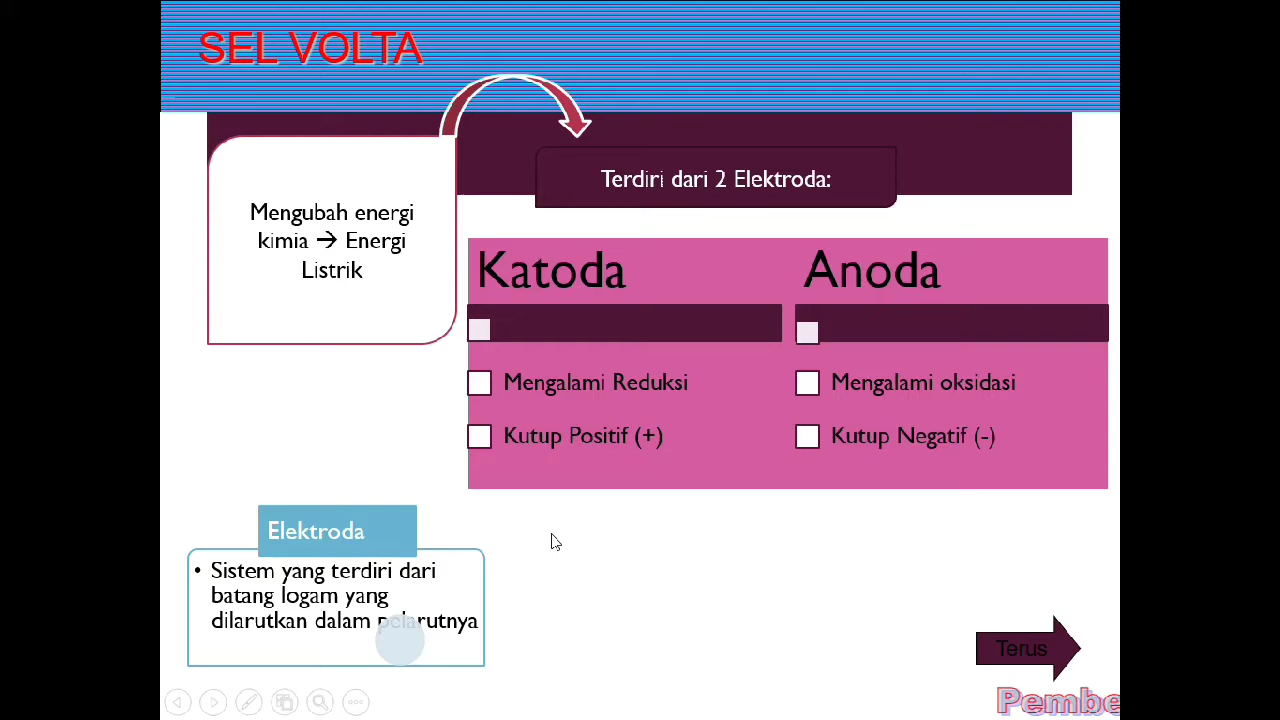 SEL VOLTA
Terdiri dari 2 Elektroda:
Mengubah energi
kimia → Energi
Listrik
Katoda
Mengalami Reduksi
Kutup Positif (+)
Anoda
Mengalami oksidasi
Kutup Negatif (-)
Elektroda
• Sistem yang terdiri dari
batang logam yang
dilarutkan dalam pelarutnya
Terus
Pembe